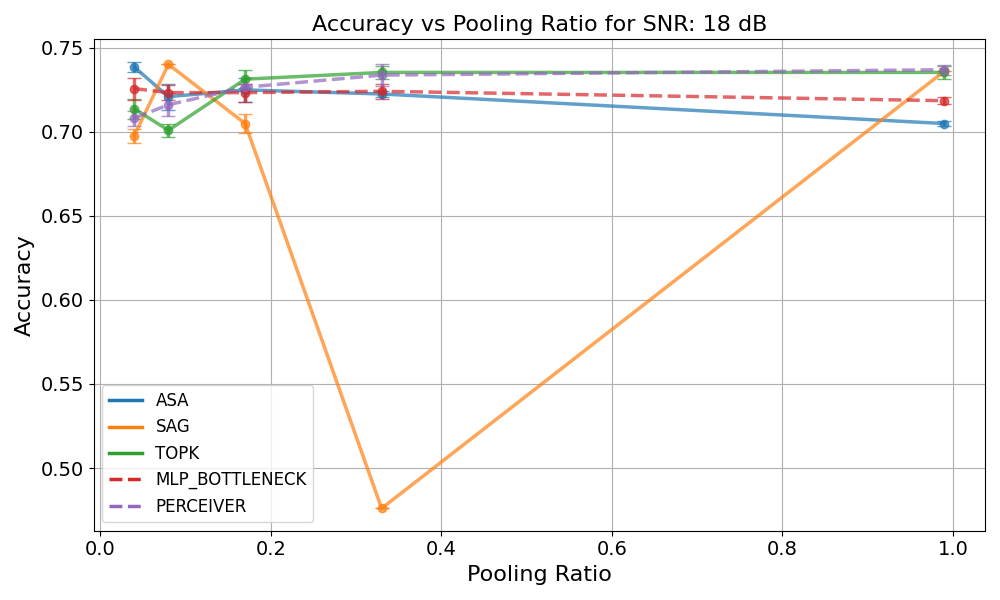 Accuracy vs Pooling Ratio for SNR: 18 dB
0.75
0.70
0.65
0.60
0.55
0.50
Accuracy
ASA
SAG
TOPK
MLP_BOTTLENECK
PERCEIVER
0.0 0.2 0.4 0.6 0.8 1.0
Pooling Ratio